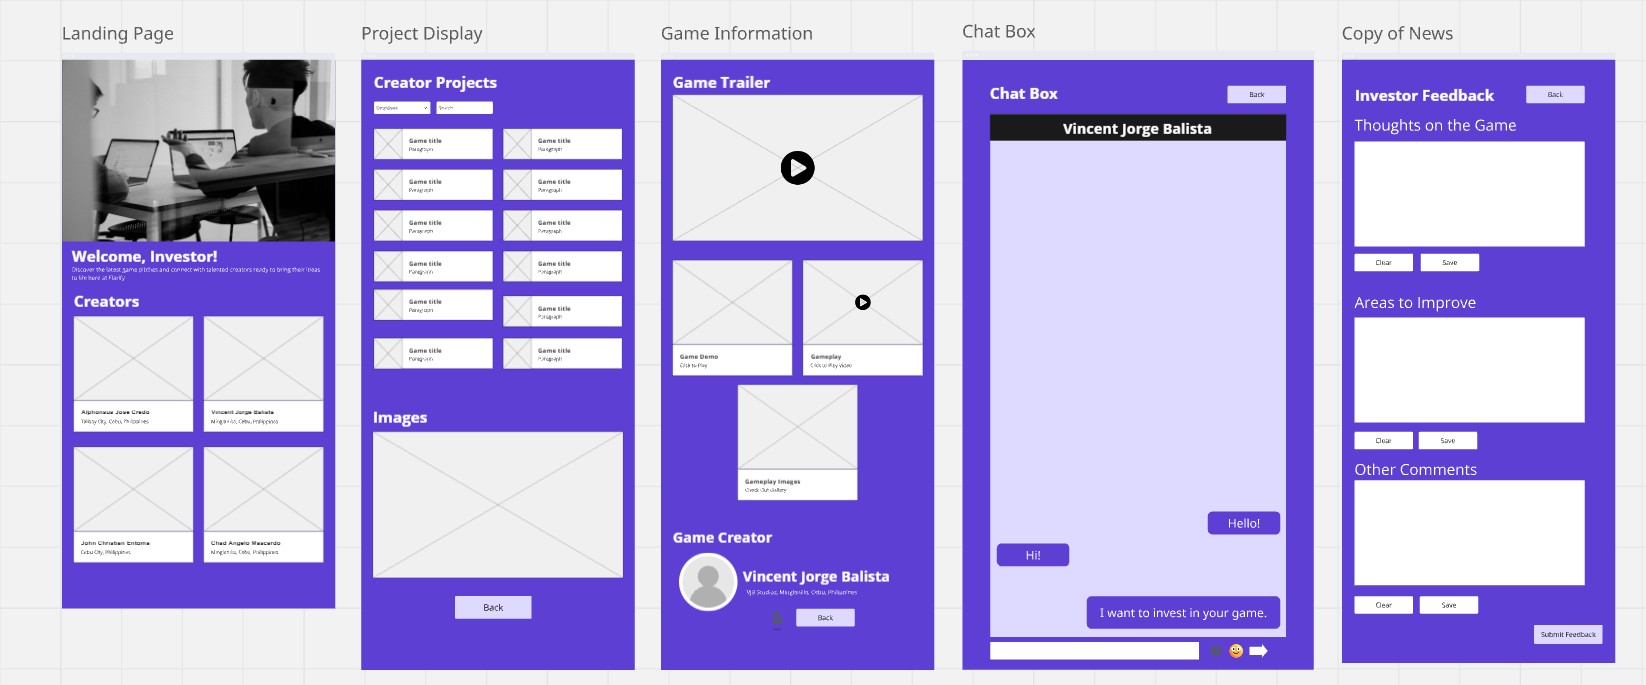 Landing Page
Welcome, Investor!
Discover the latest game pitches and connect with talented creators ready to bring their ideas
to life here at Flarify
Creators
Alphonsus Jose Credo
Talisay City, Cebu, Philippines
Vincent Jorge Balista
Minglanilla, Cebu, Philippines
John Christian Entoma
Cebu City, Philippines
Chad Angelo Mascardo
Minglanilla, Cebu, Philippines
Project Display
Creator Projects
Search
Game title
Paragraph
Game title
Paragraph
Game title
Paragraph
Game title
Paragraph
Game title
Paragraph
Game title
Paragraph
Game title
Paragraph
Game title
Paragraph
Game title
Paragraph
Game title
Paragraph
Game title
Paragraph
Game title
Paragraph
Images
Back
Game Information
Game Trailer
Game Demo
Click to Play
Gameplay
Click to Play Video
Gameplay Images
Check Out Gallery
Game Creator
Vincent Jorge Balista
VJB Studios, Minglanilla, Cebu, Philippines
Back
Chat Box
Chat Box
Back
Vincent Jorge Balista
Hello!
Hi!
I want to invest in your game.
Copy of News
Investor Feedback
Back
Thoughts on the Game
Clear
Save
Areas to Improve
Clear
Save
Other Comments
Clear
Save
Submit Feedback